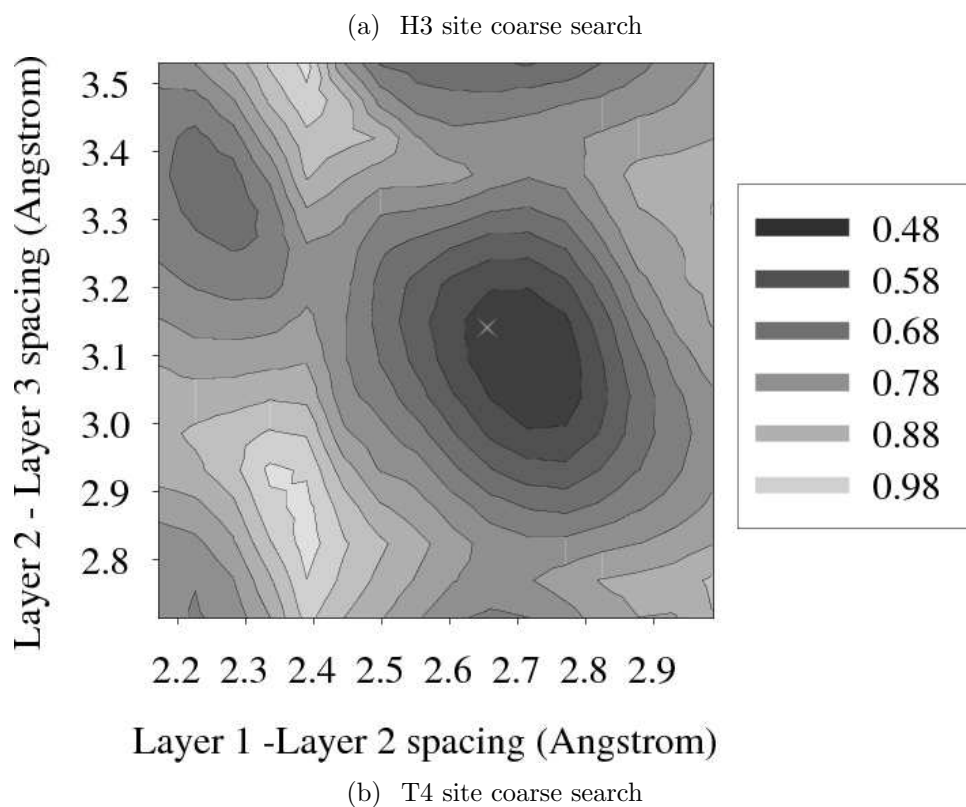 (a) H3 site coarse search
Layer 2 - Layer 3 spacing (Angstrom)
3.5
3.4
3.3
3.2
3.1
3.0
2.9
2.8
0.48
0.58
0.68
0.78
0.88
0.98
2.2 2.3 2.4 2.5 2.6 2.7 2.8 2.9
Layer 1 -Layer 2 spacing (Angstrom)
(b) T4 site coarse search